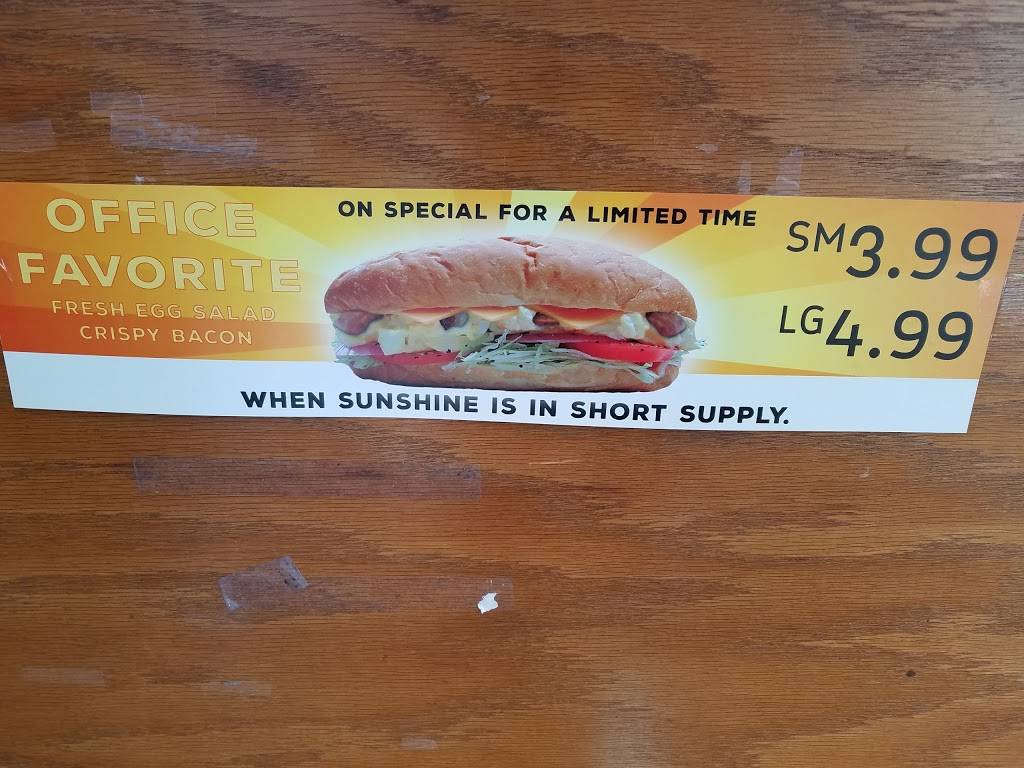 OFFICE
FAVORITE
FRESH EGG SALAD
CRISPY BACON
ON SPECIAL FOR A LIMITED TIME
SM3.99
LG4.99
WHEN SUNSHINE IS IN SHORT SUPPLY.